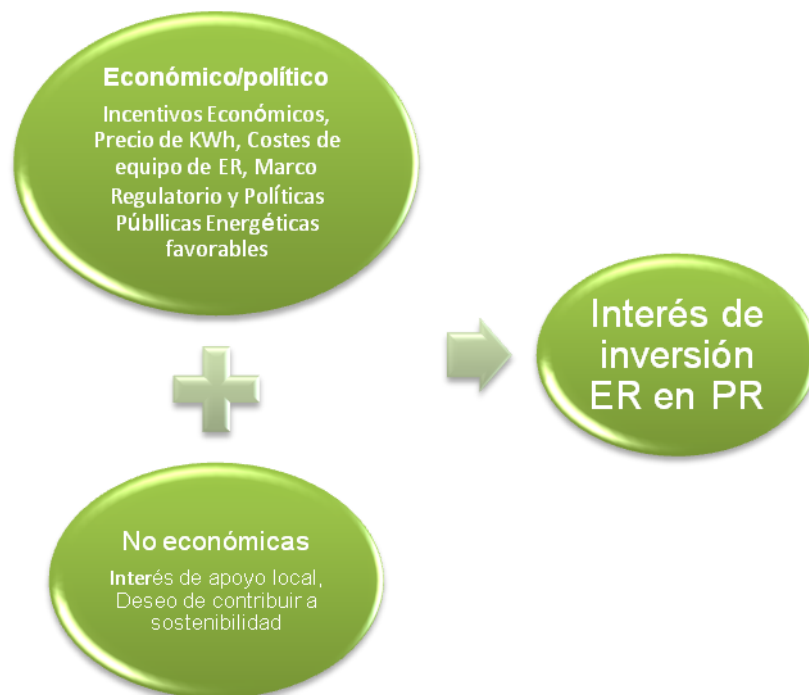 Económico/político
Incentivos Económicos,
Precio de KWh, Costes de
equipo de ER, Marco
Regulatorio y Políticas
Públlicas Energéticas
favorables
Interés de
inversión
ER en PR
No económicas
Interés de apoyo local,
Deseo de contribuir a
sostenibilidad